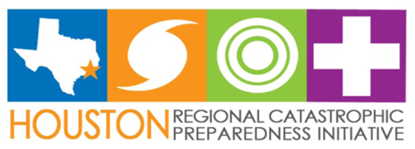 HOUSTON REGIONAL CATASTROPHIC
PREPAREDNESS INITIATIVE